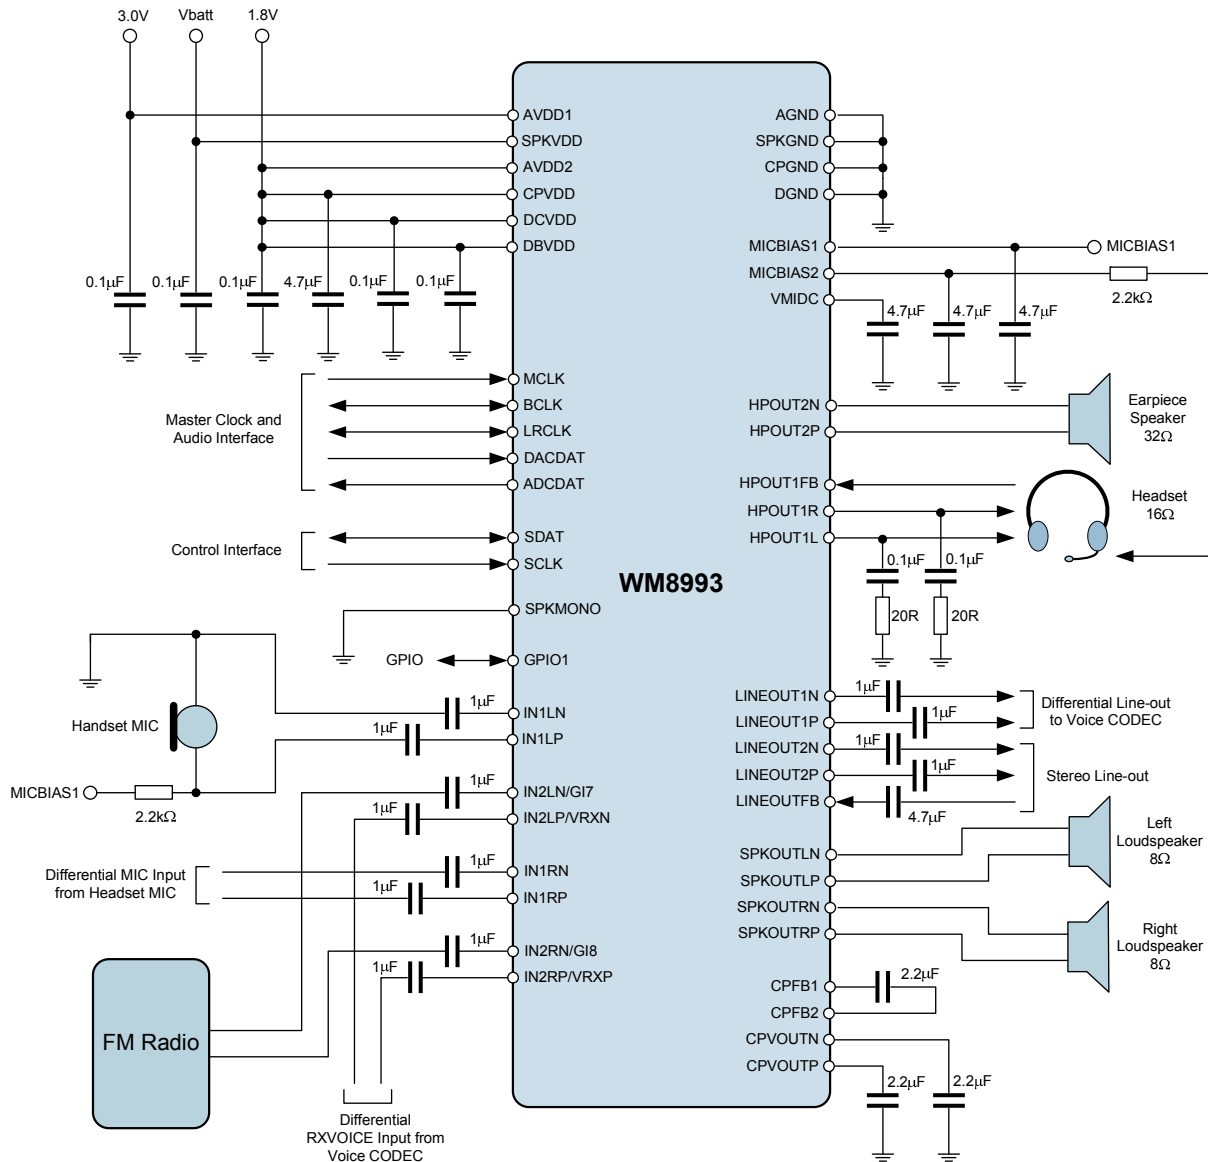 3.0V
Vbatt
1.8V
AVDD1
SPKVDD
AVDD2
CPVDD
DCVDD
DBVDD
0.1µF
0.1µF
0.1µF
4.7µF
0.1µF
0.1µF
Master Clock and
Audio Interface
MCLK
BCLK
LRCLK
DACDAT
ADCDAT
Control Interface
SDAT
SCLK
SPKMONO
GPIO
GPIO1
Handset MIC
MICBIAS1
2.2kΩ
1µF
IN1LN
1µF
IN1LP
1µF
IN2LN/GI7
1µF
IN2LP/VRXN
Differential MIC Input
from Headset MIC
1µF
IN1RN
1µF
IN1RP
1µF
IN2RN/GI8
1µF
IN2RP/VRXP
FM Radio
Differential
RXVOICE Input from
Voice CODEC
WM8993
AGND
SPKGND
CPGND
DGND
MICBIAS1
MICBIAS1
MICBIAS2
2.2kΩ
VMIDC
4.7µF
4.7µF
4.7µF
HPOUT2N
HPOUT2P
Earpiece
Speaker
32Ω
HPOUT1FB
HPOUT1R
HPOUT1L
Headset
16Ω
0.1µF
0.1µF
20R
20R
LINEOUT1N
1µF
LINEOUT1P
1µF
Differential Line-out
to Voice CODEC
LINEOUT2N
1µF
LINEOUT2P
1µF
LINEOUTFB
4.7µF
Stereo Line-out
SPKOUTLN
SPKOUTLP
Left
Loudspeaker
8Ω
SPKOUTRN
SPKOUTRP
Right
Loudspeaker
8Ω
CPFB1
2.2µF
CPFB2
CPVOUTN
CPVOUTP
2.2µF
2.2µF